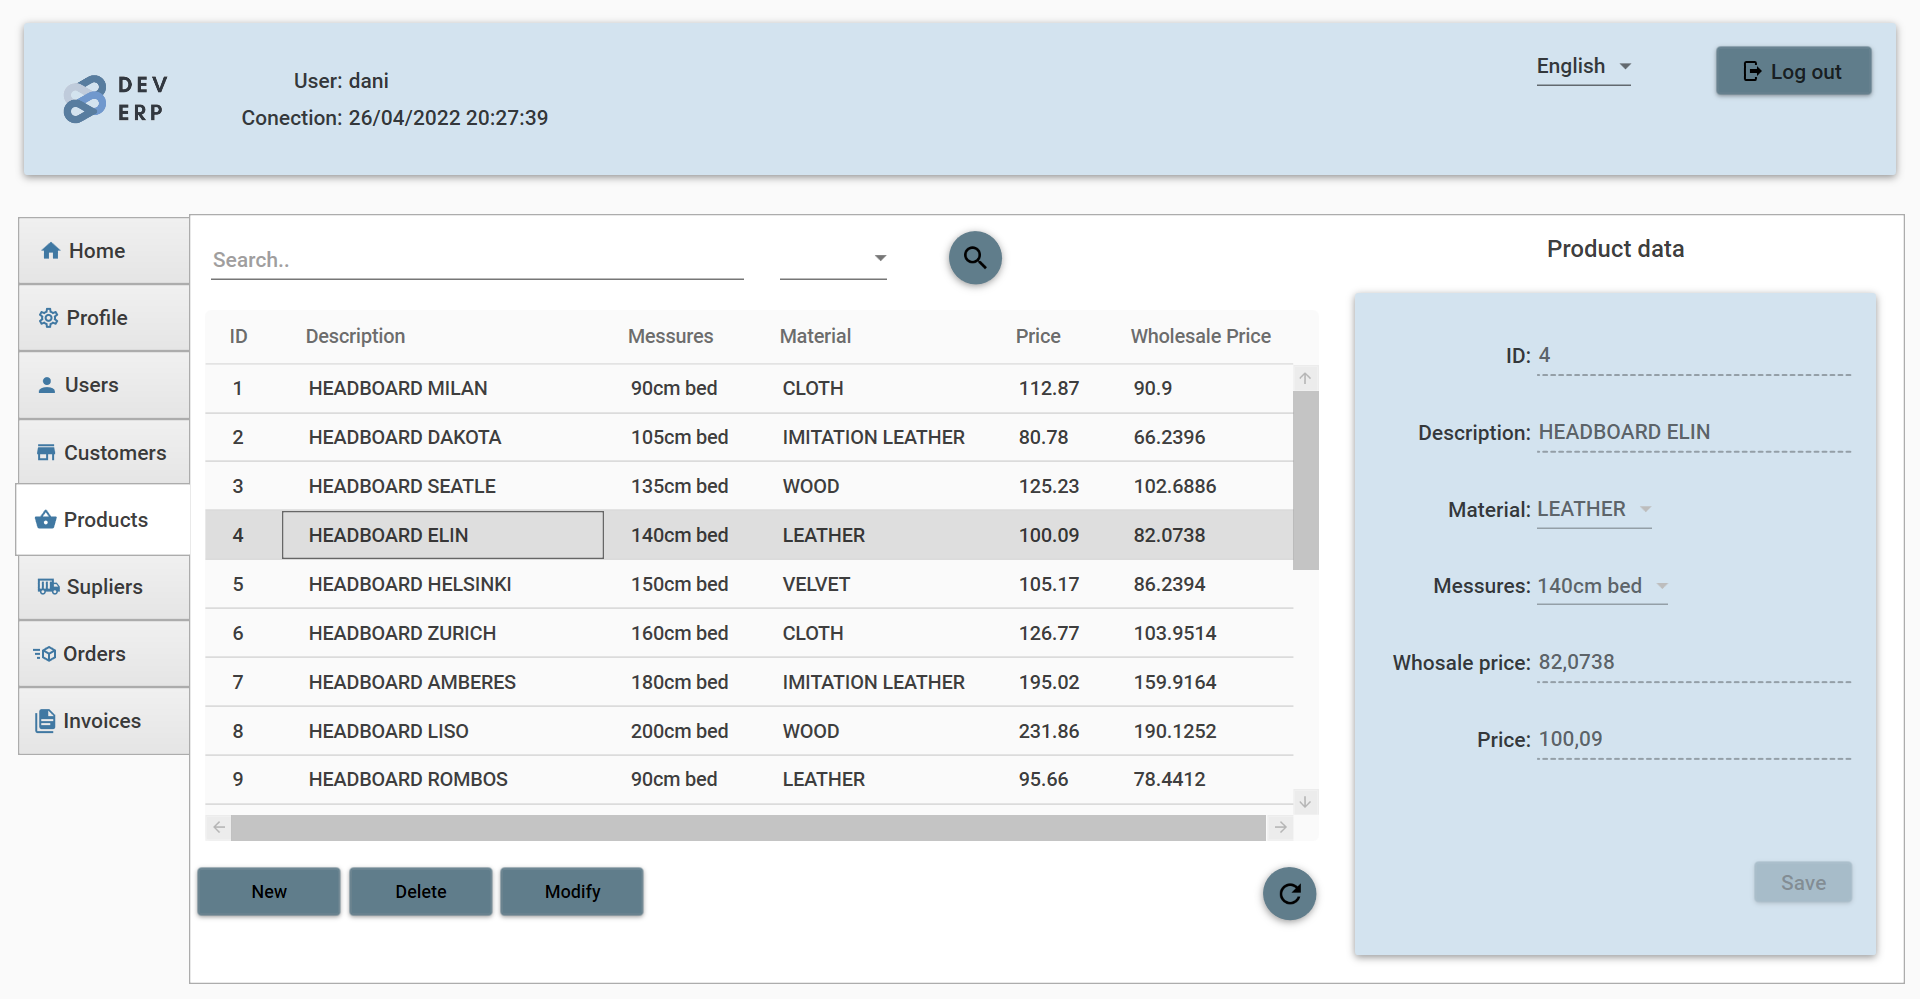 DEV
ERP
User: dani
Conection: 26/04/2022 20:27:39
English
Log out
Home
Profile
Users
Customers
Products
Supliers
Orders
Invoices
Search..
ID Description Messures Material Price Wholesale Price
1 HEADBOARD MILAN 90cm bed CLOTH 112.87 90.9
2 HEADBOARD DAKOTA 105cm bed IMITATION LEATHER 80.78 66.2396
3 HEADBOARD SEATLE 135cm bed WOOD 125.23 102.6886
4 HEADBOARD ELIN 140cm bed LEATHER 100.09 82.0738
5 HEADBOARD HELSINKI 150cm bed VELVET 105.17 86.2394
6 HEADBOARD ZURICH 160cm bed CLOTH 126.77 103.9514
7 HEADBOARD AMBERES 180cm bed IMITATION LEATHER 195.02 159.9164
8 HEADBOARD LISO 200cm bed WOOD 231.86 190.1252
9 HEADBOARD ROMBOS 90cm bed LEATHER 95.66 78.4412
New
Delete
Modify
Product data
ID: 4
Description: HEADBOARD ELIN
Material: LEATHER
Messures: 140cm bed
Whosale price: 82,0738
Price: 100,09
Save